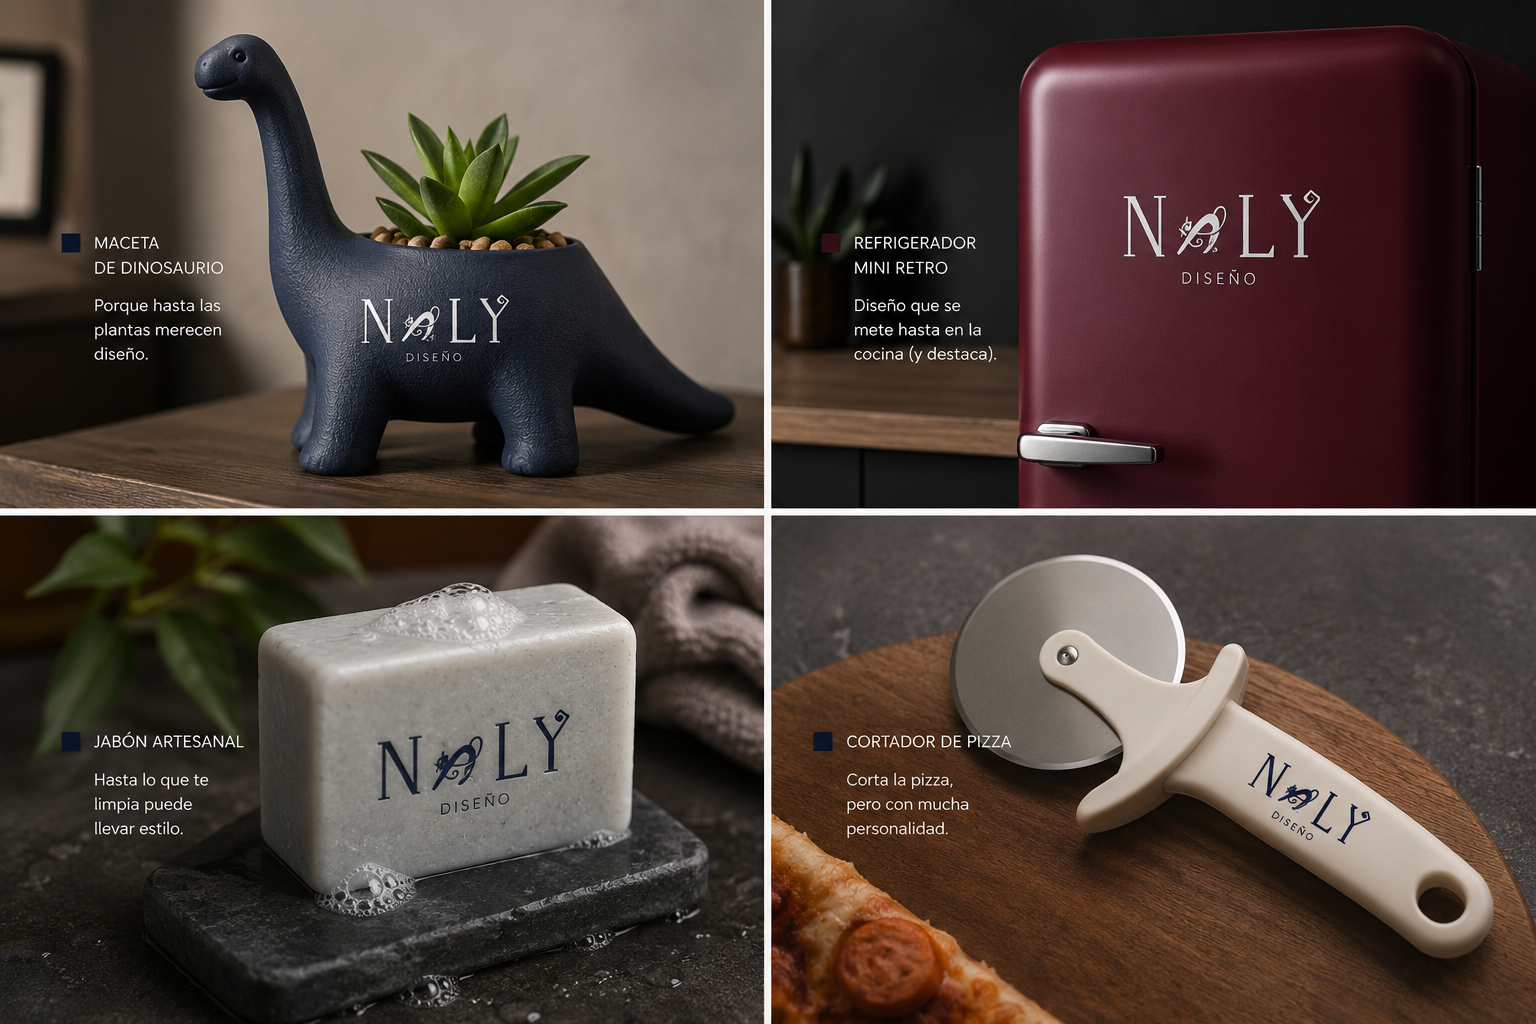 MACETA
DE DINOSAURIO
Porque hasta las
plantas merecen
diseño.
NALY
DISEÑO
REFRIGERADOR
MINI RETRO
Diseño que se
mete hasta en la
cocina (y destaca).
NALY
DISEÑO
JABÓN ARTESANAL
Hasta lo que te
limpia puede
llevar estilo.
NALY
DISEÑO
CORTADOR DE PIZZA
Corta la pizza,
pero con mucha
personalidad.
NALY
DISEÑO